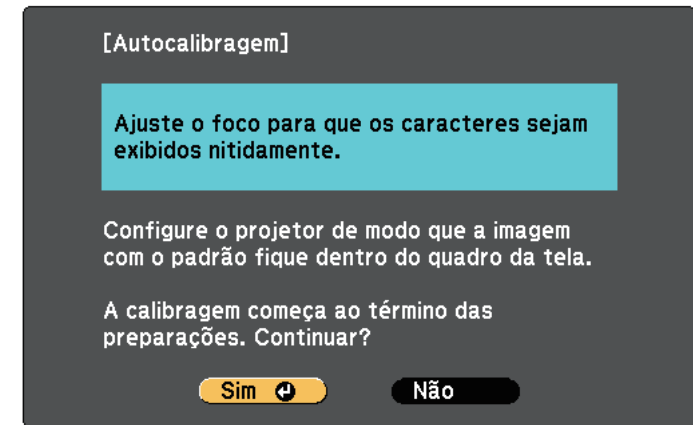 [Autocalibragem]
Ajuste o foco para que os caracteres sejam
exibidos nitidamente.
Configure o projetor de modo que a imagem
com o padrão fique dentro do quadro da tela.
A calibragem começa ao término das
preparações. Continuar?
Sim Não